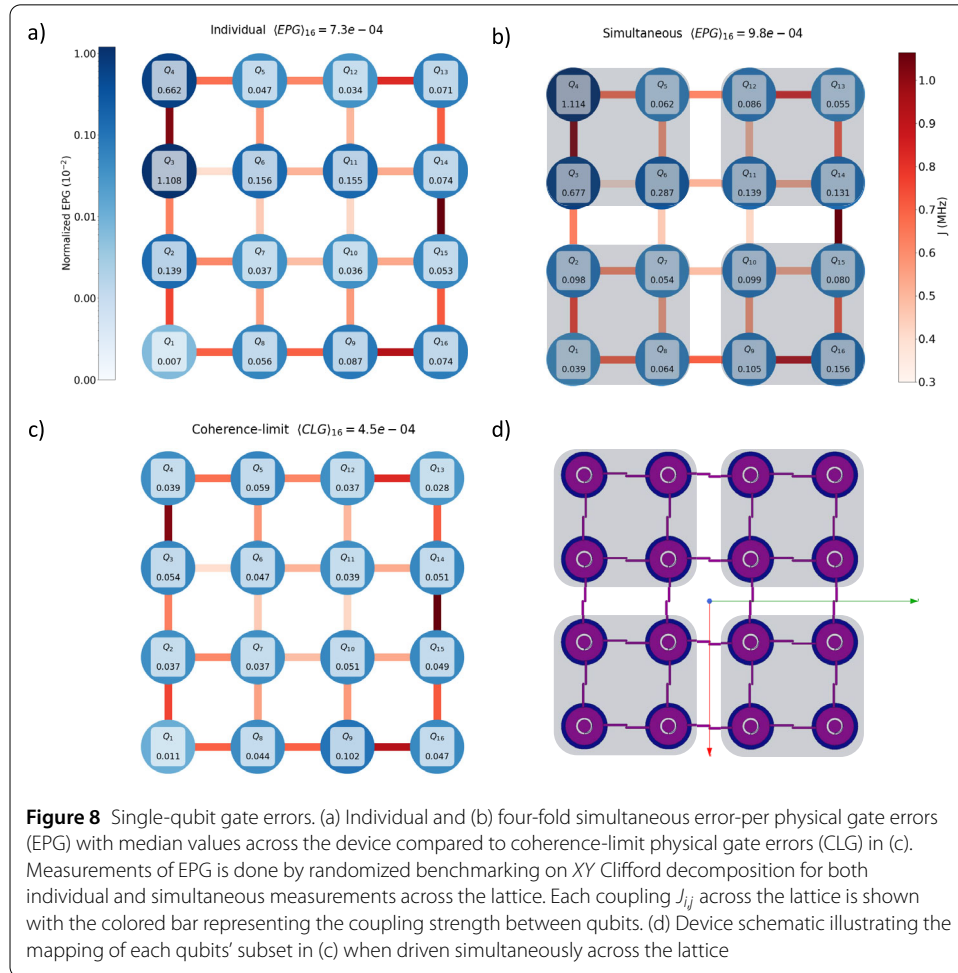 a)
Individual ⟨EPG⟩₁₆ = 7.3e − 04
1.00
0.10
0.01
0.00
0.00
Normalized EPG (10⁻²)
Q₄ Q₅ Q₁₂ Q₁₃
0.662 0.047 0.034 0.071
Q₃ Q₆ Q₁₁ Q₁₄
1.108 0.156 0.155 0.074
Q₂ Q₇ Q₁₀ Q₁₅
0.139 0.037 0.036 0.053
Q₁ Q₈ Q₉ Q₁₆
0.007 0.056 0.087 0.074
b)
Simultaneous ⟨EPG⟩₁₆ = 9.8e − 04
Q₄ Q₅ Q₁₂ Q₁₃
1.114 0.062 0.086 0.055
Q₃ Q₆ Q₁₁ Q₁₄
0.677 0.287 0.139 0.131
Q₂ Q₇ Q₁₀ Q₁₅
0.098 0.054 0.099 0.080
Q₁ Q₈ Q₉ Q₁₆
0.039 0.064 0.105 0.156
1.0
0.9
0.8
0.7
0.6
0.5
0.4
0.3
J (MHz)
c)
Coherence-limit ⟨CLG⟩₁₆ = 4.5e − 04
Q₄ Q₅ Q₁₂ Q₁₃
0.039 0.059 0.037 0.028
Q₃ Q₆ Q₁₁ Q₁₄
0.054 0.047 0.039 0.051
Q₂ Q₇ Q₁₀ Q₁₅
0.037 0.037 0.051 0.049
Q₁ Q₈ Q₉ Q₁₆
0.011 0.044 0.102 0.047
d)
Figure 8 Single-qubit gate errors. (a) Individual and (b) four-fold simultaneous error-per physical gate errors
(EPG) with median values across the device compared to coherence-limit physical gate errors (CLG) in (c).
Measurements of EPG is done by randomized benchmarking on XY Clifford decomposition for both
individual and simultaneous measurements across the lattice. Each coupling Jᵢ,ⱼ across the lattice is shown
with the colored bar representing the coupling strength between qubits. (d) Device schematic illustrating the
mapping of each qubits' subset in (c) when driven simultaneously across the lattice